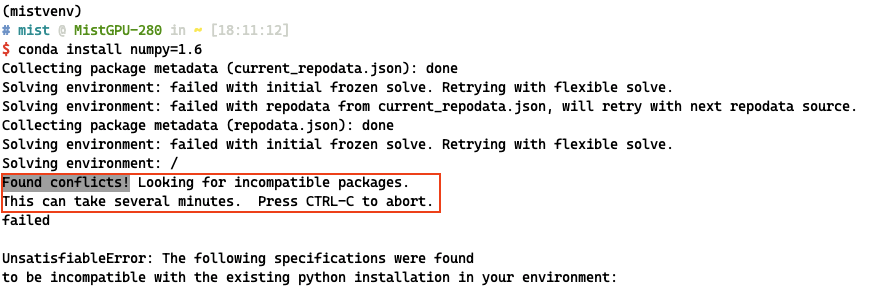 (mistvenv)
# mist @ MistGPU-280 in ~ [18:11:12]
$ conda install numpy=1.6
Collecting package metadata (current_repodata.json): done
Solving environment: failed with initial frozen solve. Retrying with flexible solve.
Solving environment: failed with repodata from current_repodata.json, will retry with next repodata source.
Collecting package metadata (repodata.json): done
Solving environment: failed with initial frozen solve. Retrying with flexible solve.
Solving environment: /
Found conflicts! Looking for incompatible packages.
This can take several minutes.  Press CTRL-C to abort.
failed
UnsatisfiableError: The following specifications were found
to be incompatible with the existing python installation in your environment: